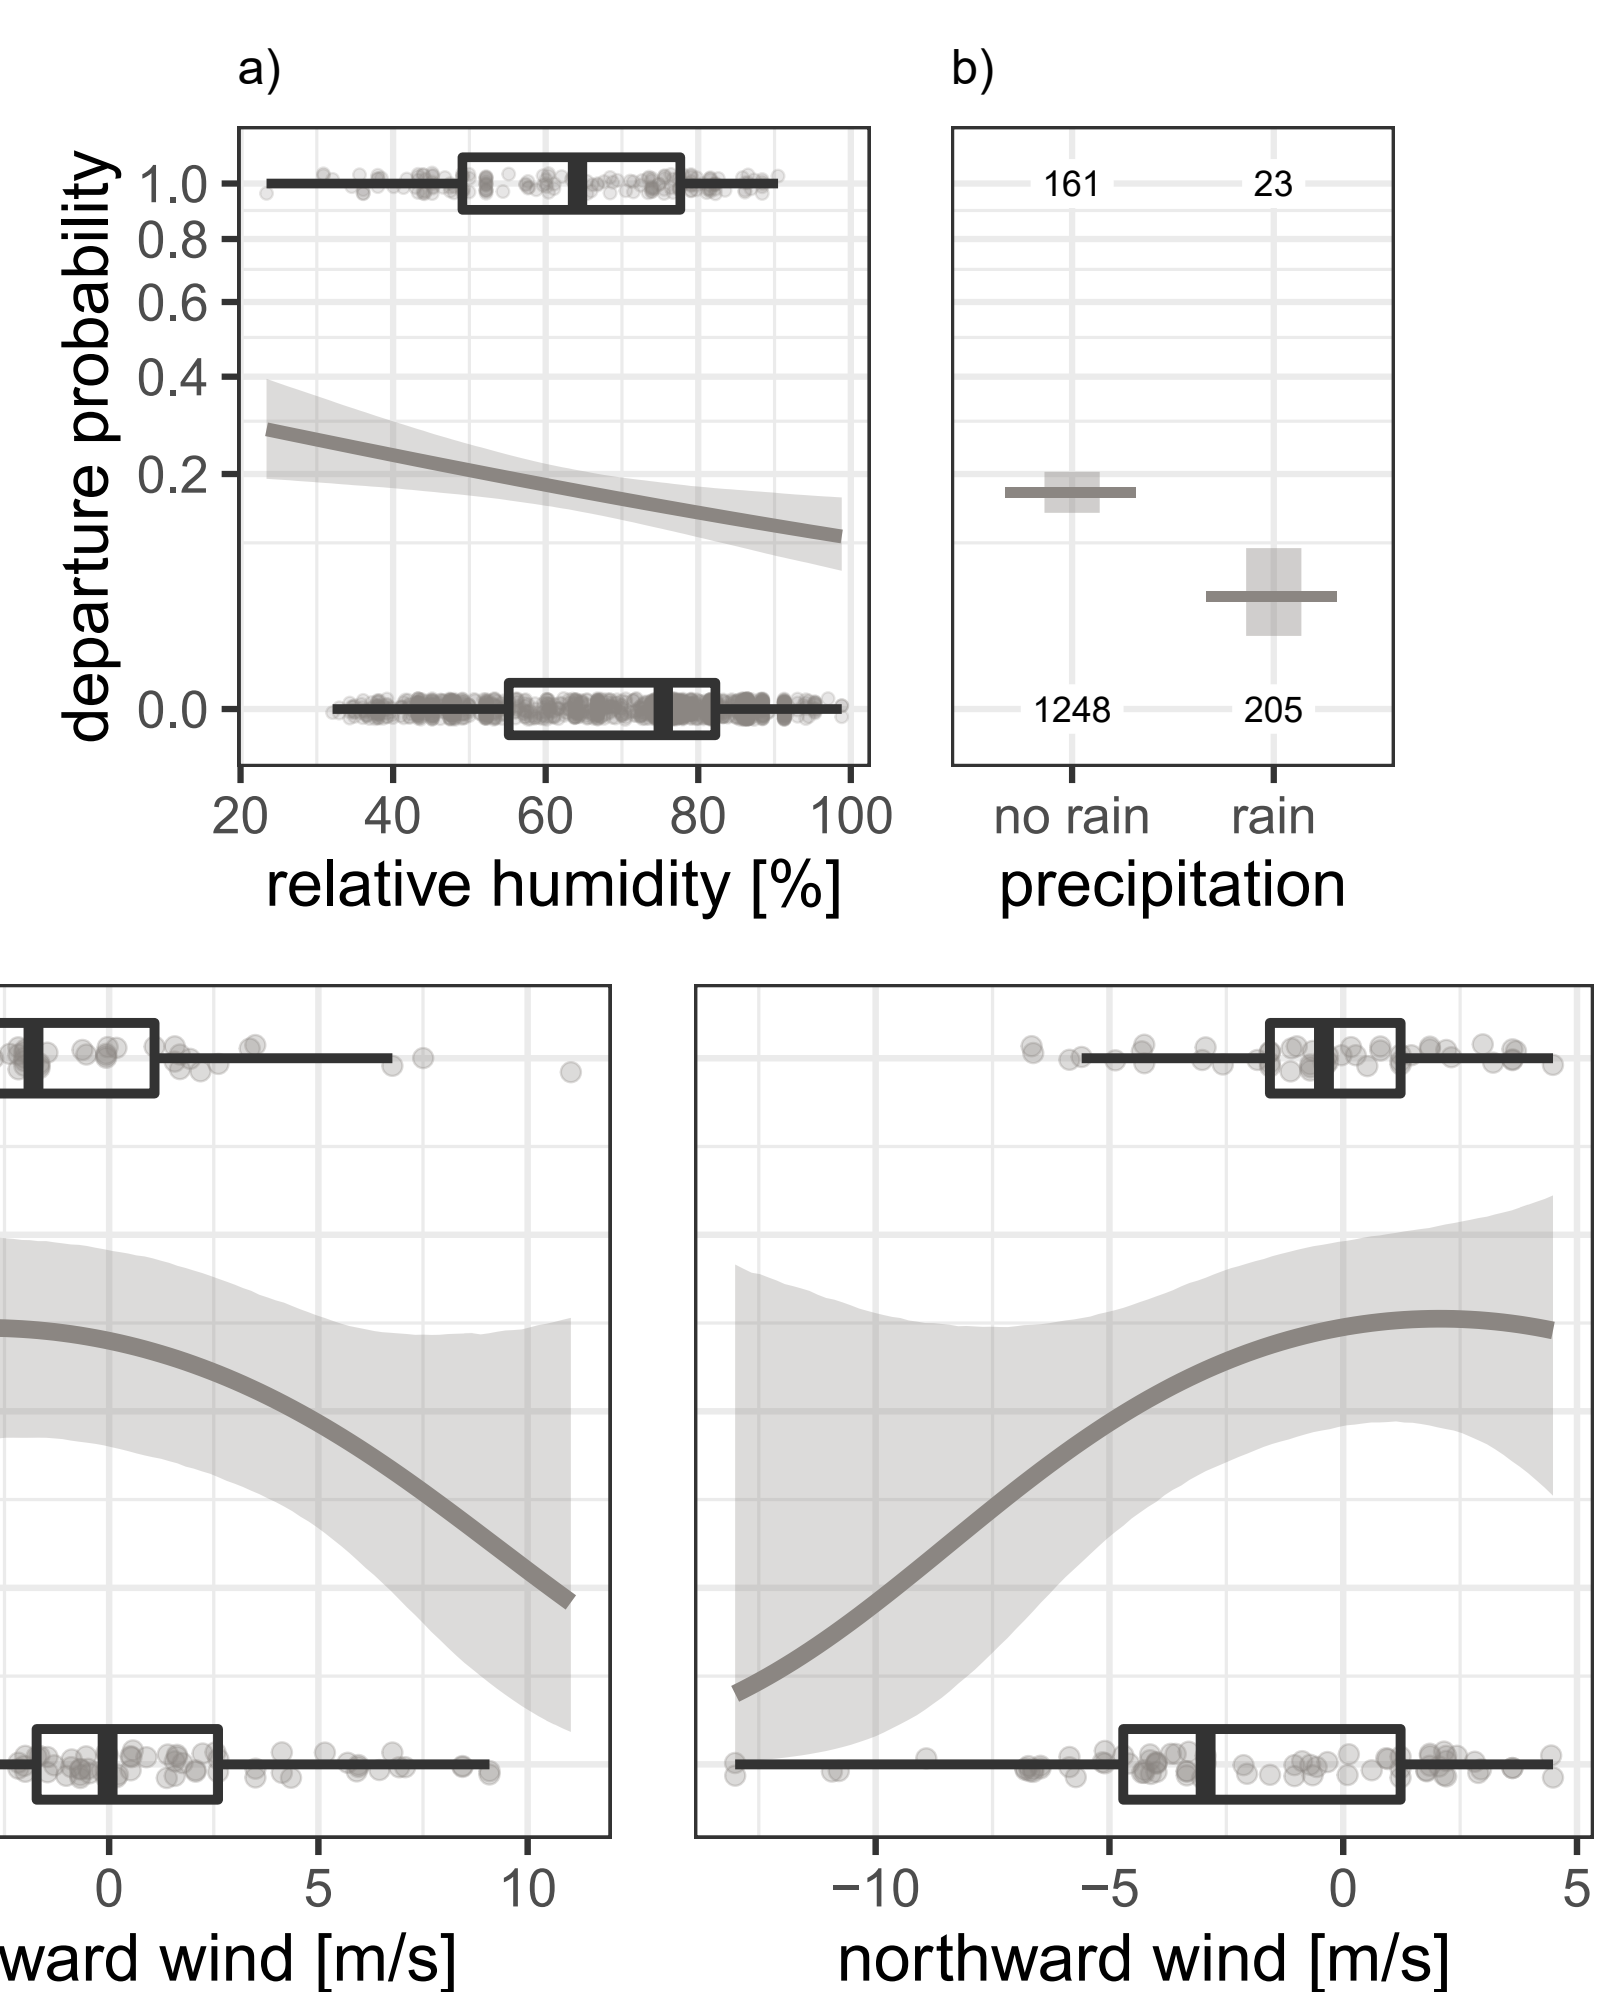 a)
b)
departure probability
1.0
0.8
0.6
0.4
0.2
0.0
161
23
1248
205
20 40 60 80 100
no rain rain
relative humidity [%]
precipitation
0 5 10
−10 −5 0 5
ward wind [m/s]
northward wind [m/s]